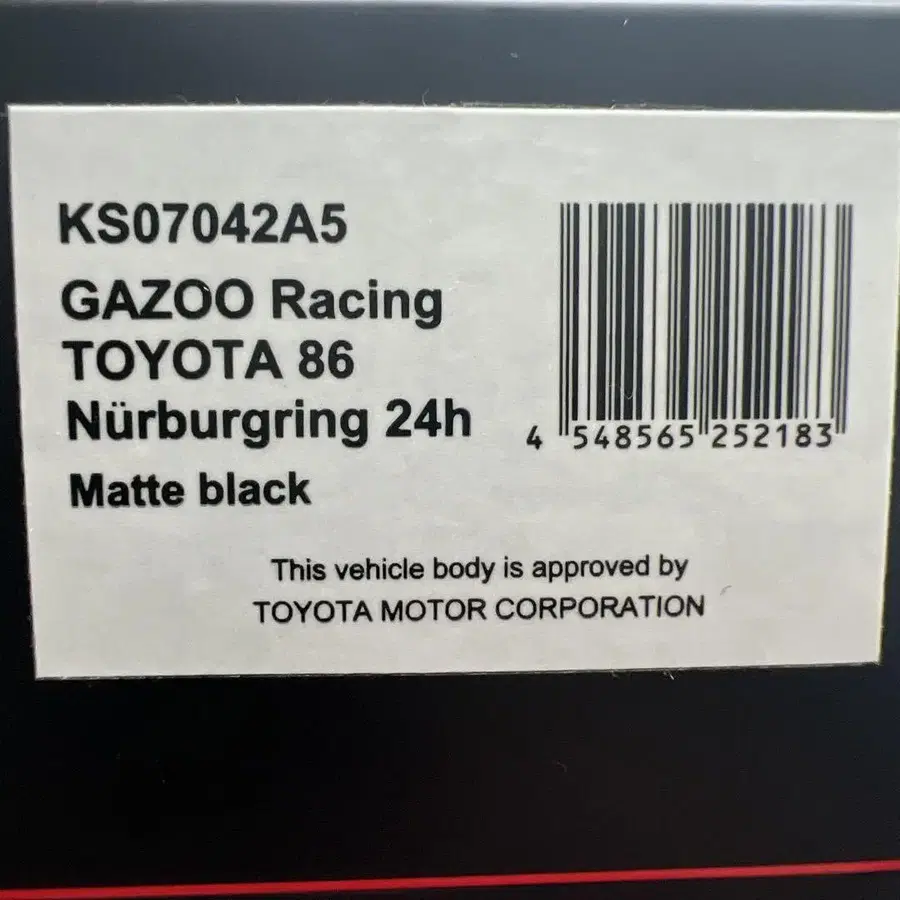 KS07042A5
GAZOO Racing
TOYOTA 86
Nürburgring 24h
Matte black
4 548565 252183
This vehicle body is approved by
TOYOTA MOTOR CORPORATION